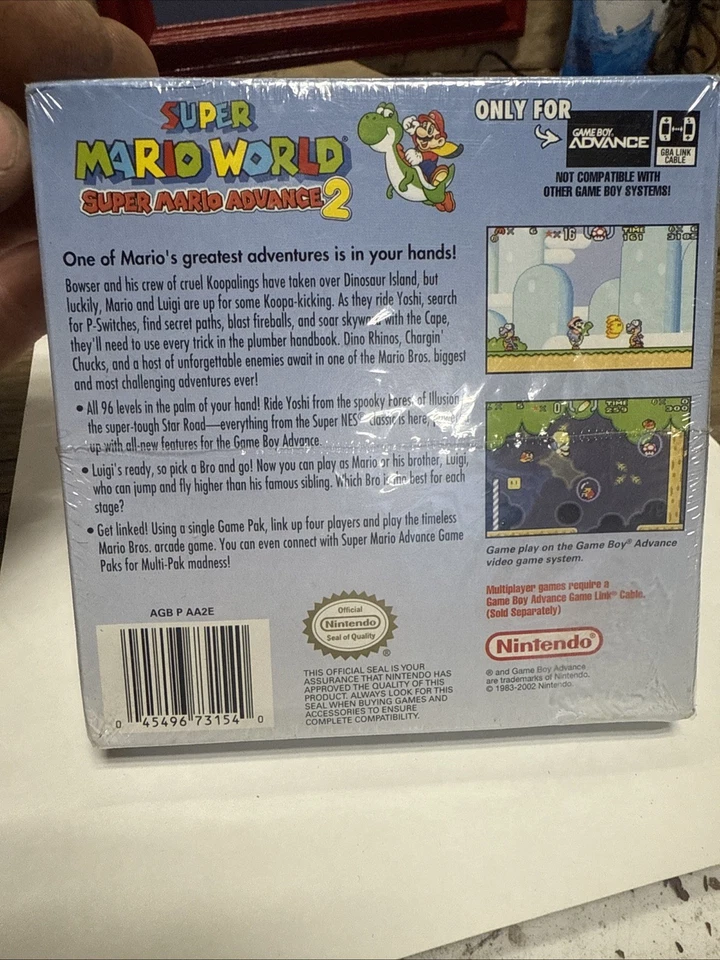 SUPER
MARIO WORLD
SUPER MARIO ADVANCE 2
ONLY FOR
GAME BOY
ADVANCE
GBA LINK
CABLE
NOT COMPATIBLE WITH
OTHER GAME BOY SYSTEMS!
One of Mario's greatest adventures is in your hands!
Bowser and his crew of cruel Koopalings have taken over Dinosaur Island, but
luckily, Mario and Luigi are up for some Koopa-kicking. As they ride Yoshi, search
for P-Switches, find secret paths, blast fireballs, and soar skyward with the Cape,
they'll need to use every trick in the plumber handbook. Dino Rhinos, Chargin'
Chucks, and a host of unforgettable enemies await in one of the Mario Bros. biggest
and most challenging adventures ever!
• All 96 levels in the palm of your hand! Ride Yoshi from the spooky Forest of Illusion
the super-tough Star Road—everything from the Super NES® classic is here,
up with all-new features for the Game Boy Advance.
• Luigi's ready, so pick a Bro and go! Now you can play as Mario or his brother, Luigi,
who can jump and fly higher than his famous sibling. Which Bro is best for each
stage?
• Get linked! Using a single Game Pak, link up four players and play the timeless
Mario Bros. arcade game. You can even connect with Super Mario Advance Game
Paks for Multi-Pak madness!
TIME
161
TIME
Game play on the Game Boy® Advance
video game system.
Multiplayer games require a
Game Boy Advance Game Link® Cable.
(Sold Separately)
Nintendo®
® and Game Boy Advance
are trademarks of Nintendo.
© 1983-2002 Nintendo.
AGB P AA2E
0 45496 73154 0
Official
Nintendo
Seal of Quality
®
THIS OFFICIAL SEAL IS YOUR
ASSURANCE THAT NINTENDO HAS
APPROVED THE QUALITY OF THIS
PRODUCT. ALWAYS LOOK FOR THIS
SEAL WHEN BUYING GAMES AND
ACCESSORIES TO ENSURE
COMPLETE COMPATIBILITY.